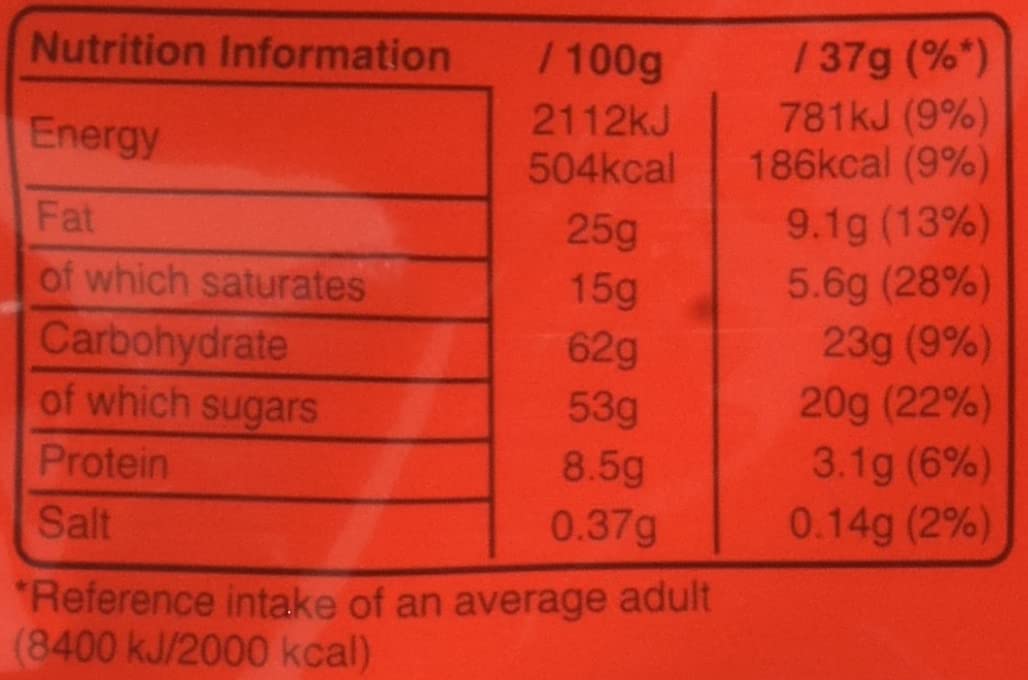 Nutrition Information / 100g / 37g (%*)
Energy 2112kJ 781kJ (9%)
504kcal 186kcal (9%)
Fat 25g 9.1g (13%)
of which saturates 15g 5.6g (28%)
Carbohydrate 62g 23g (9%)
of which sugars 53g 20g (22%)
Protein 8.5g 3.1g (6%)
Salt 0.37g 0.14g (2%)
*Reference intake of an average adult
(8400 kJ/2000 kcal)